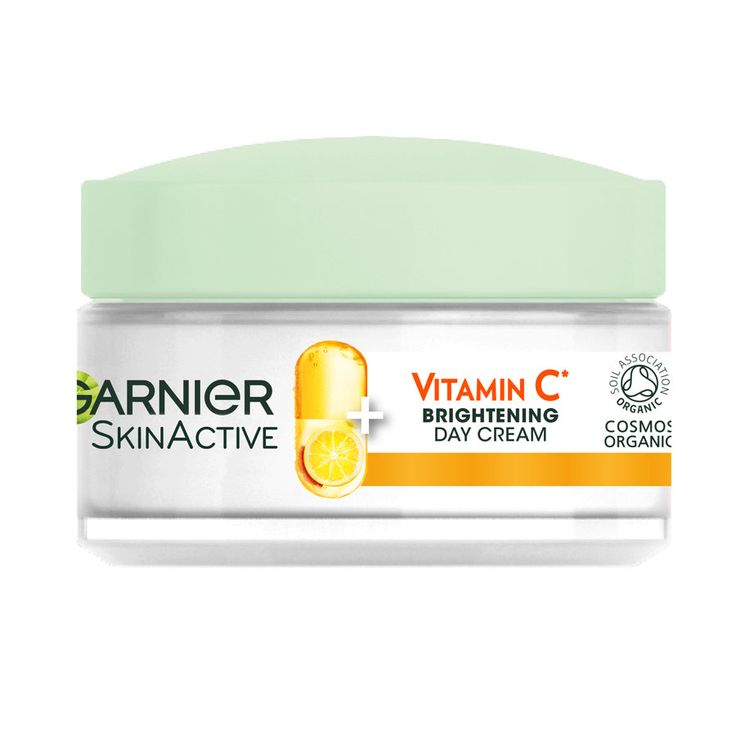 GARNIER
SKINACTIVE
+
VITAMIN C*
BRIGHTENING
DAY CREAM
SOIL ASSOCIATION
ORGANIC
COSMOS
ORGANIC